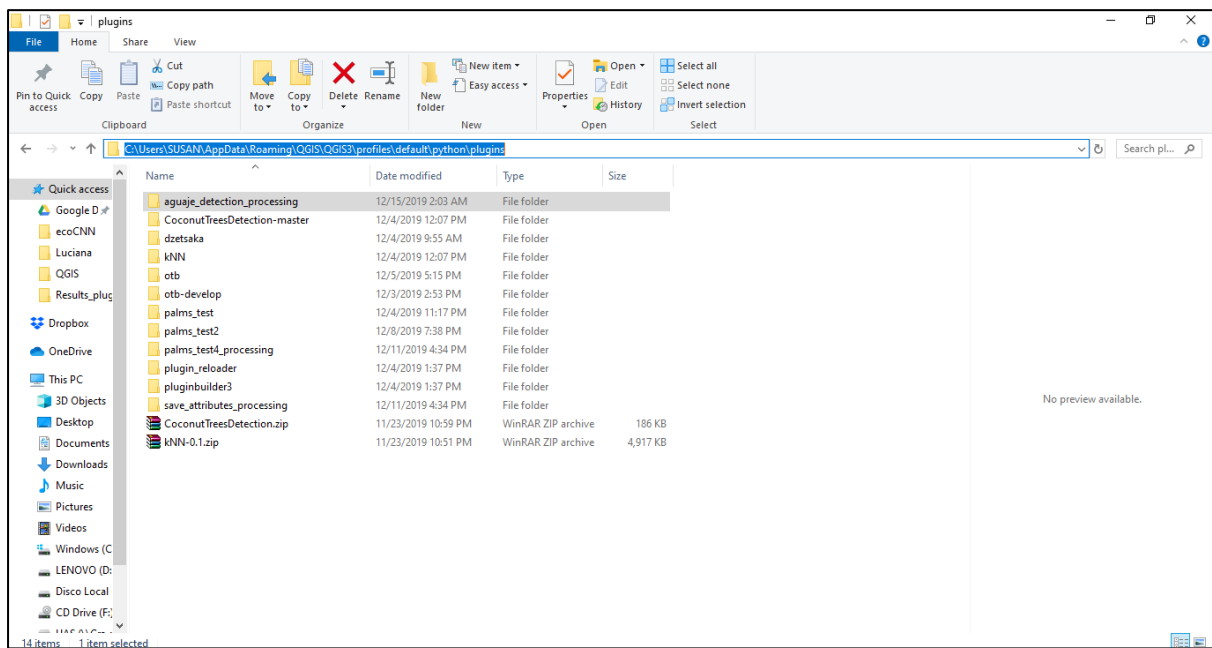 plugins
File Home Share View
Pin to Quick access Copy Paste Cut Copy path Paste shortcut Move to Copy to Delete Rename New folder New item Easy access Properties Open Edit History Select all Select none Invert selection
Clipboard Organize New Open Select
C:\Users\SUSAN\AppData\Roaming\QGIS\QGIS3\profiles\default\python\plugins Search pl...
Name Date modified Type Size
Quick access
Google D
ecoCNN
Luciana
QGIS
Results_plug
Dropbox
OneDrive
This PC
3D Objects
Desktop
Documents
Downloads
Music
Pictures
Videos
Windows (C
LENOVO (D:
Disco Local
CD Drive (F:)
aguaje_detection_processing 12/15/2019 2:03 AM File folder
CoconutTreesDetection-master 12/4/2019 12:07 PM File folder
dzetsaka 12/4/2019 9:55 AM File folder
kNN 12/4/2019 12:07 PM File folder
otb 12/5/2019 5:15 PM File folder
otb-develop 12/3/2019 2:53 PM File folder
palms_test 12/4/2019 11:17 PM File folder
palms_test2 12/8/2019 7:38 PM File folder
palms_test4_processing 12/11/2019 4:34 PM File folder
plugin_reloader 12/4/2019 1:37 PM File folder
pluginbuilder3 12/4/2019 1:37 PM File folder
save_attributes_processing 12/11/2019 4:34 PM File folder
CoconutTreesDetection.zip 11/23/2019 10:59 PM WinRAR ZIP archive 186 KB
kNN-0.1.zip 11/23/2019 10:51 PM WinRAR ZIP archive 4,917 KB
No preview available.
14 items 1 item selected